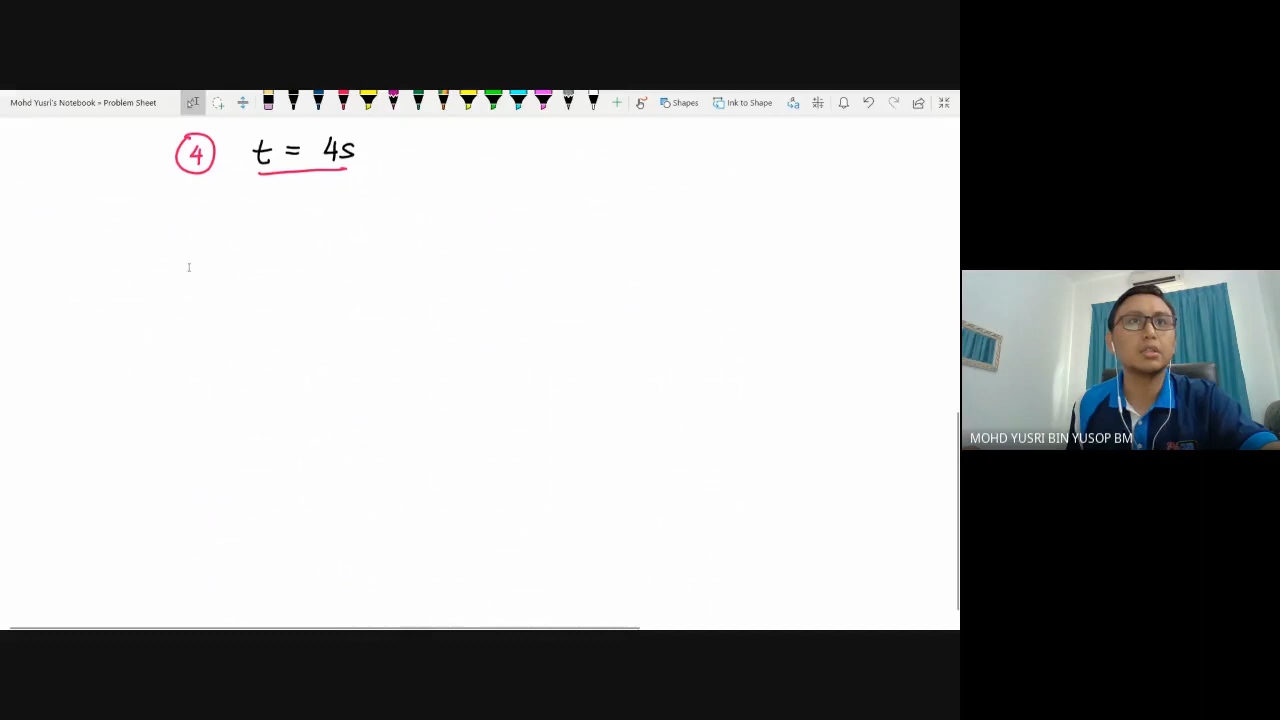 Mohd Yusri's Notebook » Problem Sheet
Shapes
Ink to Shape
4 t = 4s
MOHD YUSRI BIN YUSOP BM